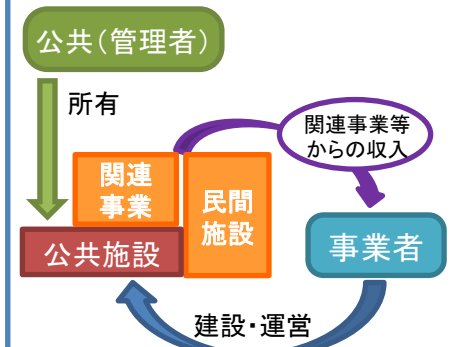 公共(管理者)
所有
関連事業等
からの収入
関連
事業
民間
施設
公共施設
事業者
建設・運営